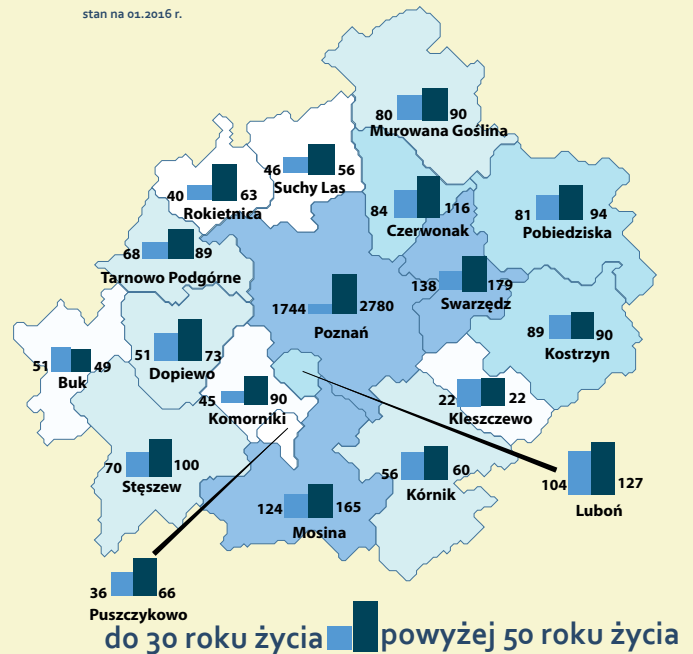 stan na 01.2016 r.
80 90
Murowana Goślina
46 56
Suchy Las
40 63
Rokietnica
84 116
Czerwonak
81 94
Pobiedziska
68 89
Tarnowo Podgórne
138 179
Swarzędz
1744 2780
Poznań
89 90
Kostrzyn
51 49
Buk
51 73
Dopiewo
45 90
Komorniki
22 22
Kleszczewo
70 100
Stęszew
56 60
Kórnik
104 127
Luboń
124 165
Mosina
36 66
Puszczykowo
do 30 roku życia powyżej 50 roku życia